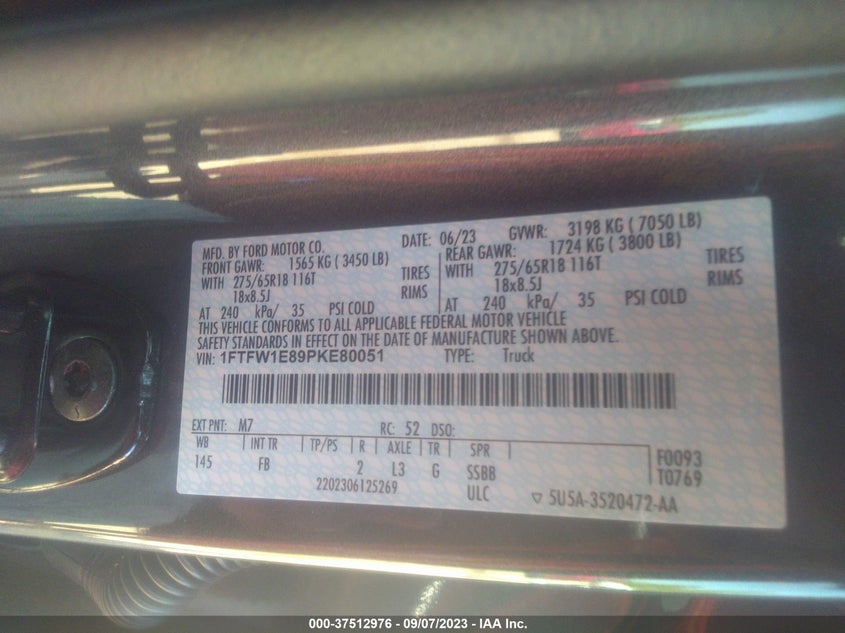 MFD. BY FORD MOTOR CO. DATE: 06/23 GVWR: 3198 KG ( 7050 LB)
FRONT GAWR: 1565 KG ( 3450 LB) REAR GAWR: 1724 KG ( 3800 LB)
WITH 275/65R18 116T TIRES WITH 275/65R18 116T TIRES
18x8.5J RIMS 18x8.5J RIMS
AT 240 kPa/ 35 PSI COLD AT 240 kPa/ 35 PSI COLD
THIS VEHICLE CONFORMS TO ALL APPLICABLE FEDERAL MOTOR VEHICLE
SAFETY STANDARDS IN EFFECT ON THE DATE OF MANUFACTURE SHOWN ABOVE.
VIN: 1FTFW1E89PKE80051 TYPE: Truck
EXT PNT: M7 RC: 52 DSO:
WB INT TR TP/PS R AXLE TR SPR F0093
145 FB 2 L3 G SSBB T0769
2202306125269 ULC 5U5A-3520472-AA
000-37512976 - 09/07/2023 - IAA Inc.